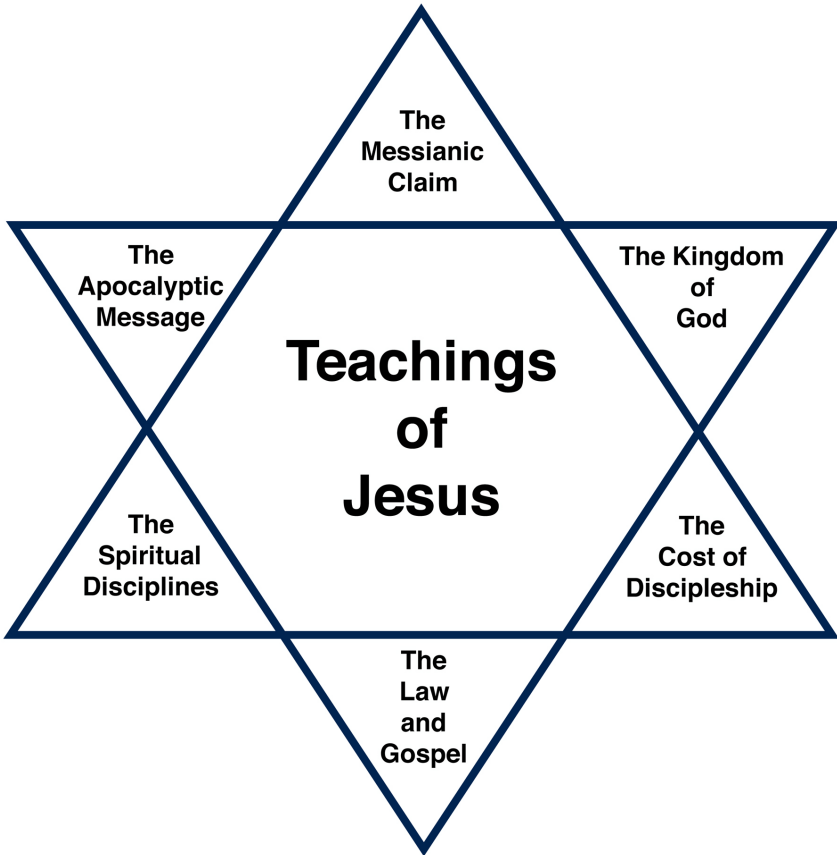 The
Messianic
Claim
The
Apocalyptic
Message
The Kingdom
of
God
Teachings
of
Jesus
The
Spiritual
Disciplines
The
Cost of
Discipleship
The
Law
and
Gospel